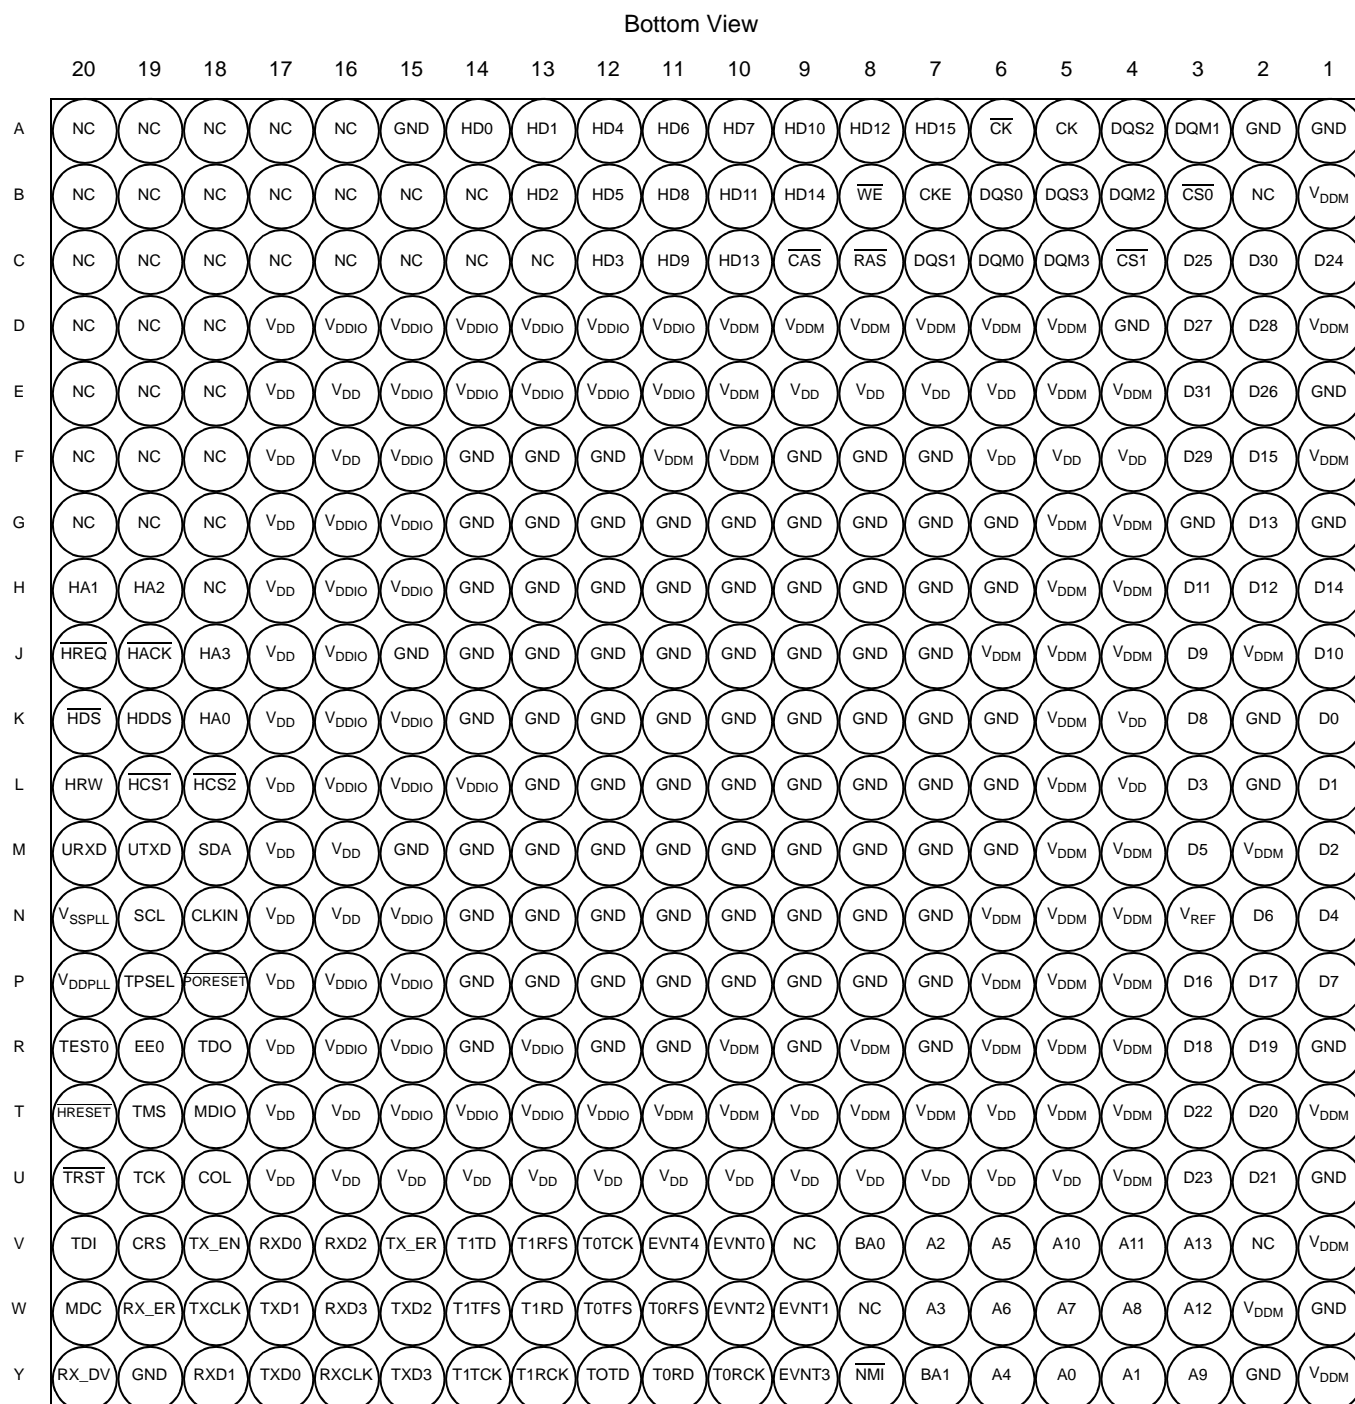 Bottom View
20 19 18 17 16 15 14 13 12 11 10 9 8 7 6 5 4 3 2 1
A NC NC NC NC NC GND HD0 HD1 HD4 HD6 HD7 HD10 HD12 HD15 C̅K̅ CK DQS2 DQM1 GND GND
B NC NC NC NC NC NC NC HD2 HD5 HD8 HD11 HD14 W̅E̅ CKE DQS0 DQS3 DQM2 C̅S̅0̅ NC VDDM
C NC NC NC NC NC NC NC NC HD3 HD9 HD13 C̅A̅S̅ R̅A̅S̅ DQS1 DQM0 DQM3 C̅S̅1̅ D25 D30 D24
D NC NC NC VDD VDDIO VDDIO VDDIO VDDIO VDDIO VDDIO VDDM VDDM VDDM VDDM VDDM VDDM GND D27 D28 VDDM
E NC NC NC VDD VDD VDDIO VDDIO VDDIO VDDIO VDDIO VDDM VDD VDD VDD VDD VDDM VDDM D31 D26 GND
F NC NC NC VDD VDD VDDIO GND GND GND VDDM VDDM GND GND GND VDD VDD VDD D29 D15 VDDM
G NC NC NC VDD VDDIO VDDIO GND GND GND GND GND GND GND GND GND VDDM VDDM GND D13 GND
H HA1 HA2 NC VDD VDDIO VDDIO GND GND GND GND GND GND GND GND GND VDDM VDDM D11 D12 D14
J H̅R̅E̅Q̅ H̅A̅C̅K̅ HA3 VDD VDDIO GND GND GND GND GND GND GND GND GND VDDM VDDM VDDM D9 VDDM D10
K H̅D̅S̅ HDDS HA0 VDD VDDIO VDDIO GND GND GND GND GND GND GND GND GND VDDM VDD D8 GND D0
L HRW H̅C̅S̅1̅ H̅C̅S̅2̅ VDD VDDIO VDDIO VDDIO GND GND GND GND GND GND GND GND VDDM VDD D3 GND D1
M URXD UTXD SDA VDD VDD GND GND GND GND GND GND GND GND GND GND VDDM VDDM D5 VDDM D2
N VSSPLL SCL CLKIN VDD VDD VDDIO GND GND GND GND GND GND GND GND VDDM VDDM VDDM VREF D6 D4
P VDDPLL TPSEL P̅O̅R̅E̅S̅E̅T̅ VDD VDDIO VDDIO GND GND GND GND GND GND GND GND VDDM VDDM VDDM D16 D17 D7
R TEST0 EE0 TDO VDD VDDIO VDDIO GND VDDIO GND GND VDDM GND VDDM GND VDDM VDDM VDDM D18 D19 GND
T H̅R̅E̅S̅E̅T̅ TMS MDIO VDD VDD VDDIO VDDIO VDDIO VDDIO VDDM VDDM VDD VDDM VDDM VDD VDDM VDDM D22 D20 VDDM
U T̅R̅S̅T̅ TCK COL VDD VDD VDD VDD VDD VDD VDD VDD VDD VDD VDD VDD VDD VDDM D23 D21 GND
V TDI CRS TX_EN RXD0 RXD2 TX_ER T1TD T1RFS T0TCK EVNT4 EVNT0 NC BA0 A2 A5 A10 A11 A13 NC VDDM
W MDC RX_ER TXCLK TXD1 RXD3 TXD2 T1TFS T1RD T0TFS T0RFS EVNT2 EVNT1 NC A3 A6 A7 A8 A12 VDDM GND
Y RX_DV GND RXD1 TXD0 RXCLK TXD3 T1TCK T1RCK TOTD T0RD T0RCK EVNT3 N̅M̅I̅ BA1 A4 A0 A1 A9 GND VDDM